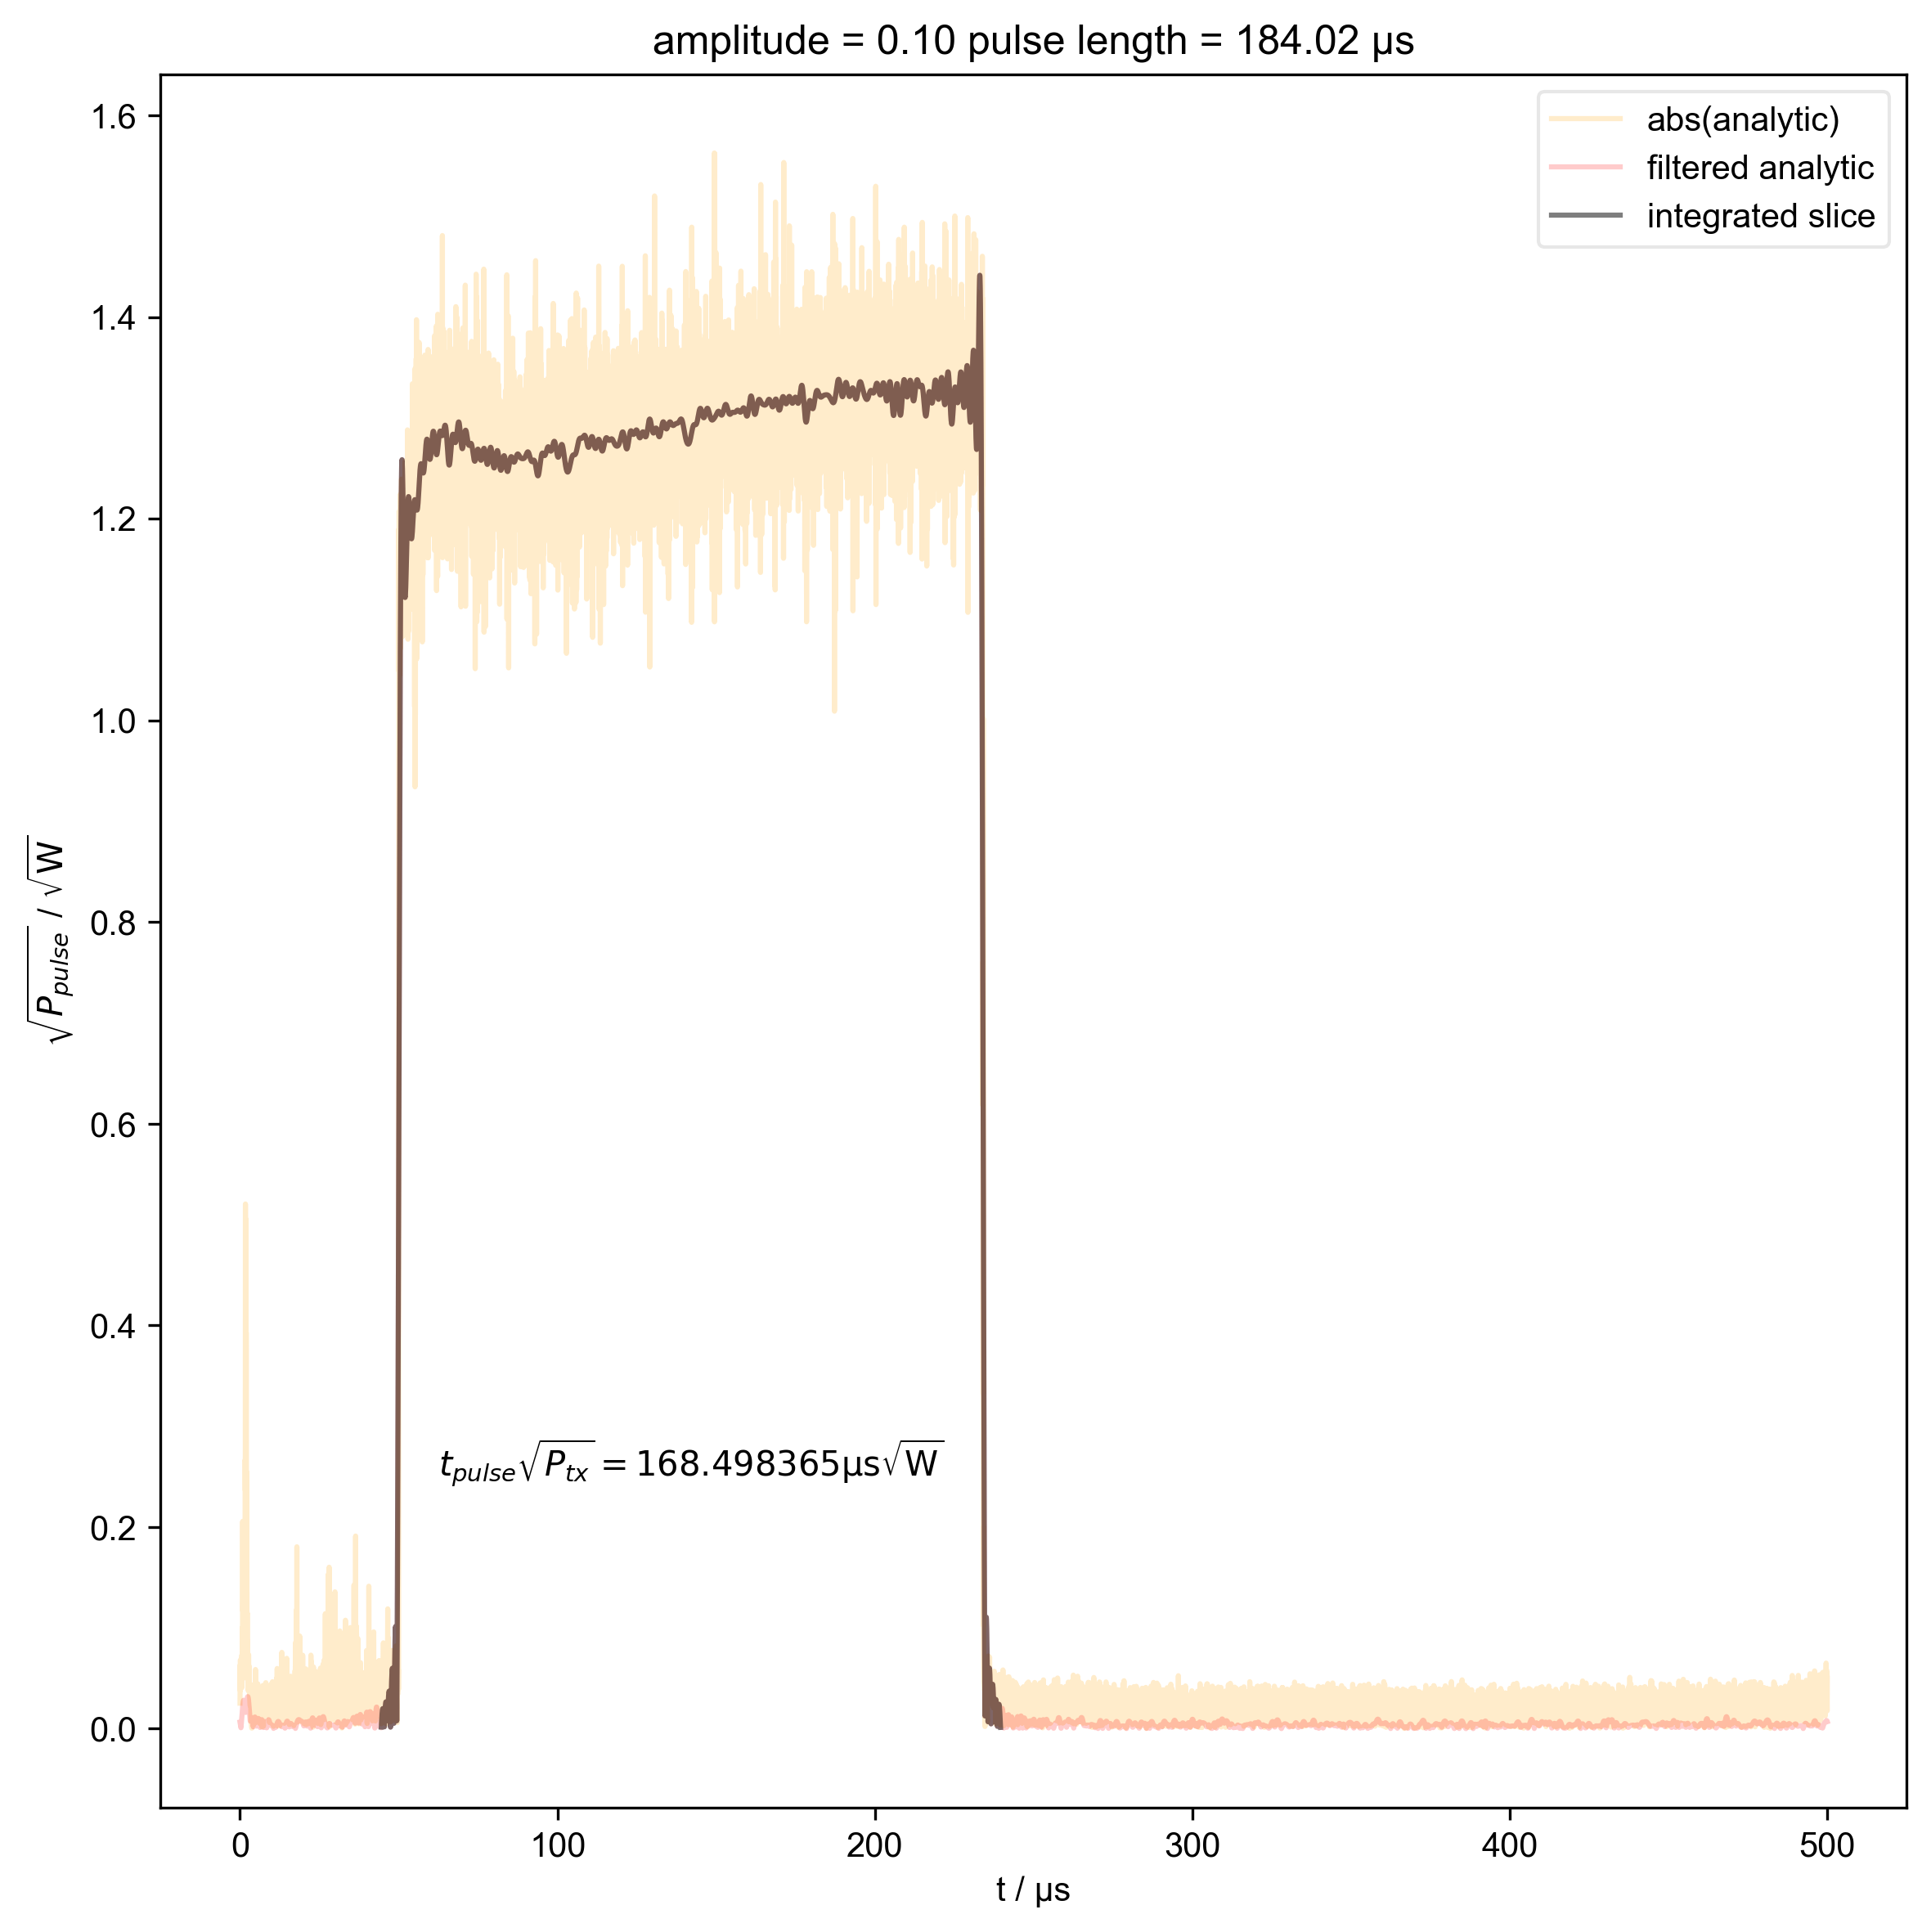 amplitude = 0.10 pulse length = 184.02 µs
abs(analytic)
filtered analytic
integrated slice
1.6
1.4
1.2
1.0
0.8
0.6
0.4
0.2
0.0
√P_pulse / √W
t_pulse√P_tx = 168.498365µs√W
0 100 200 300 400 500
t / µs